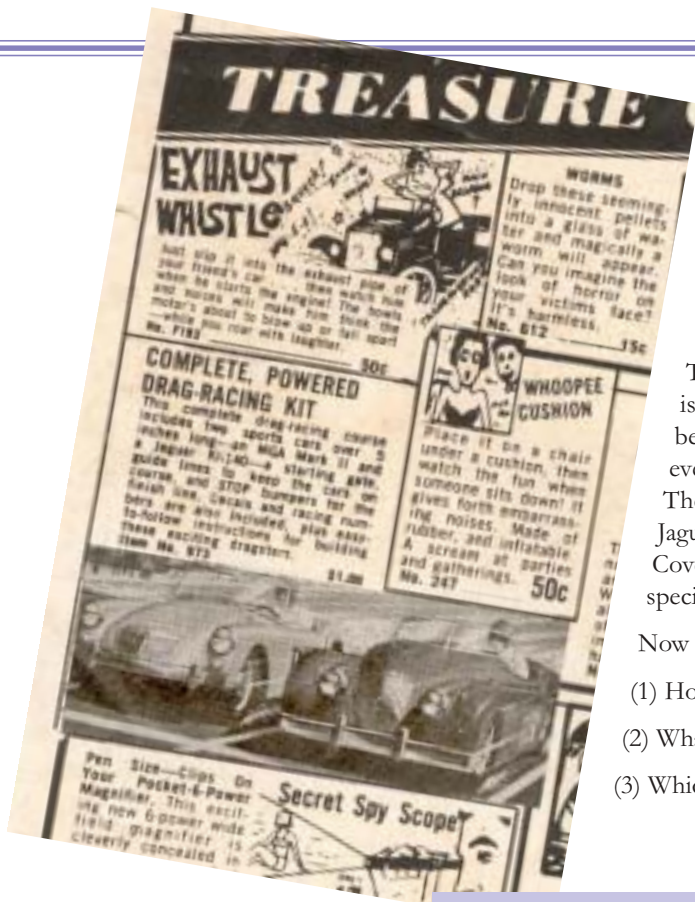 TREASURE
EXHAUST
WHISTLE
Just slip it into the exhaust pipe of
your friend's car then watch him
when he starts the engine! The howls
and noises will make him think the
motor's about to blow up or fall apart
—while you roar with laughter.
50c
WORMS
Drop these seeming-
ly innocent pellets
into a glass of wa-
ter and magically a
worm will appear.
Can you imagine the
look of horror on
your victims face?
It's harmless.
No. 612 15c
COMPLETE, POWERED
DRAG-RACING KIT
This complete drag-racing course
includes two sports cars over 5
inches long—an MGA Mark II and
a Jaguar — a starting gate,
guide lines to keep the cars on
course, and STOP bumpers for the
finish line. Decals and racing num-
bers are also included, plus easy-
to-follow instructions for building
these exciting dragsters.
Item No. 673 $1.00
WHOOPEE
CUSHION
Place it on a chair
under a cushion, then
watch the fun when
someone sits down! It
gives forth embarrass-
ing noises. Made of
rubber, and inflatable.
A scream at parties
and gatherings.
No. 247 50c
Pen Size—Clips On
Your Pocket-6-Power
Magnifier. This excit-
ing new 6-power wide
field magnifier is
cleverly concealed in
Secret Spy Scope
T
is
be
eve
The
Jagu
Cove
speci
Now
(1) Ho
(2) Wha
(3) Whic